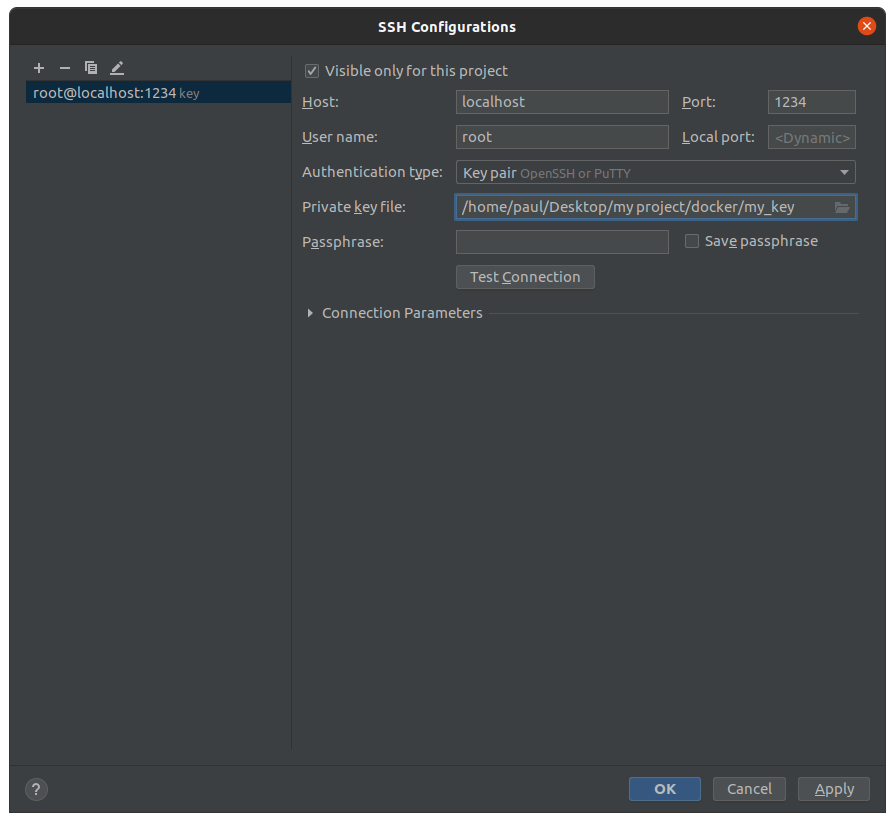 SSH Configurations
root@localhost:1234 key
Visible only for this project
Host: localhost Port: 1234
User name: root Local port: <Dynamic>
Authentication type: Key pair OpenSSH or PuTTY
Private key file: /home/paul/Desktop/my project/docker/my_key
Passphrase: Save passphrase
Test Connection
Connection Parameters
? OK Cancel Apply